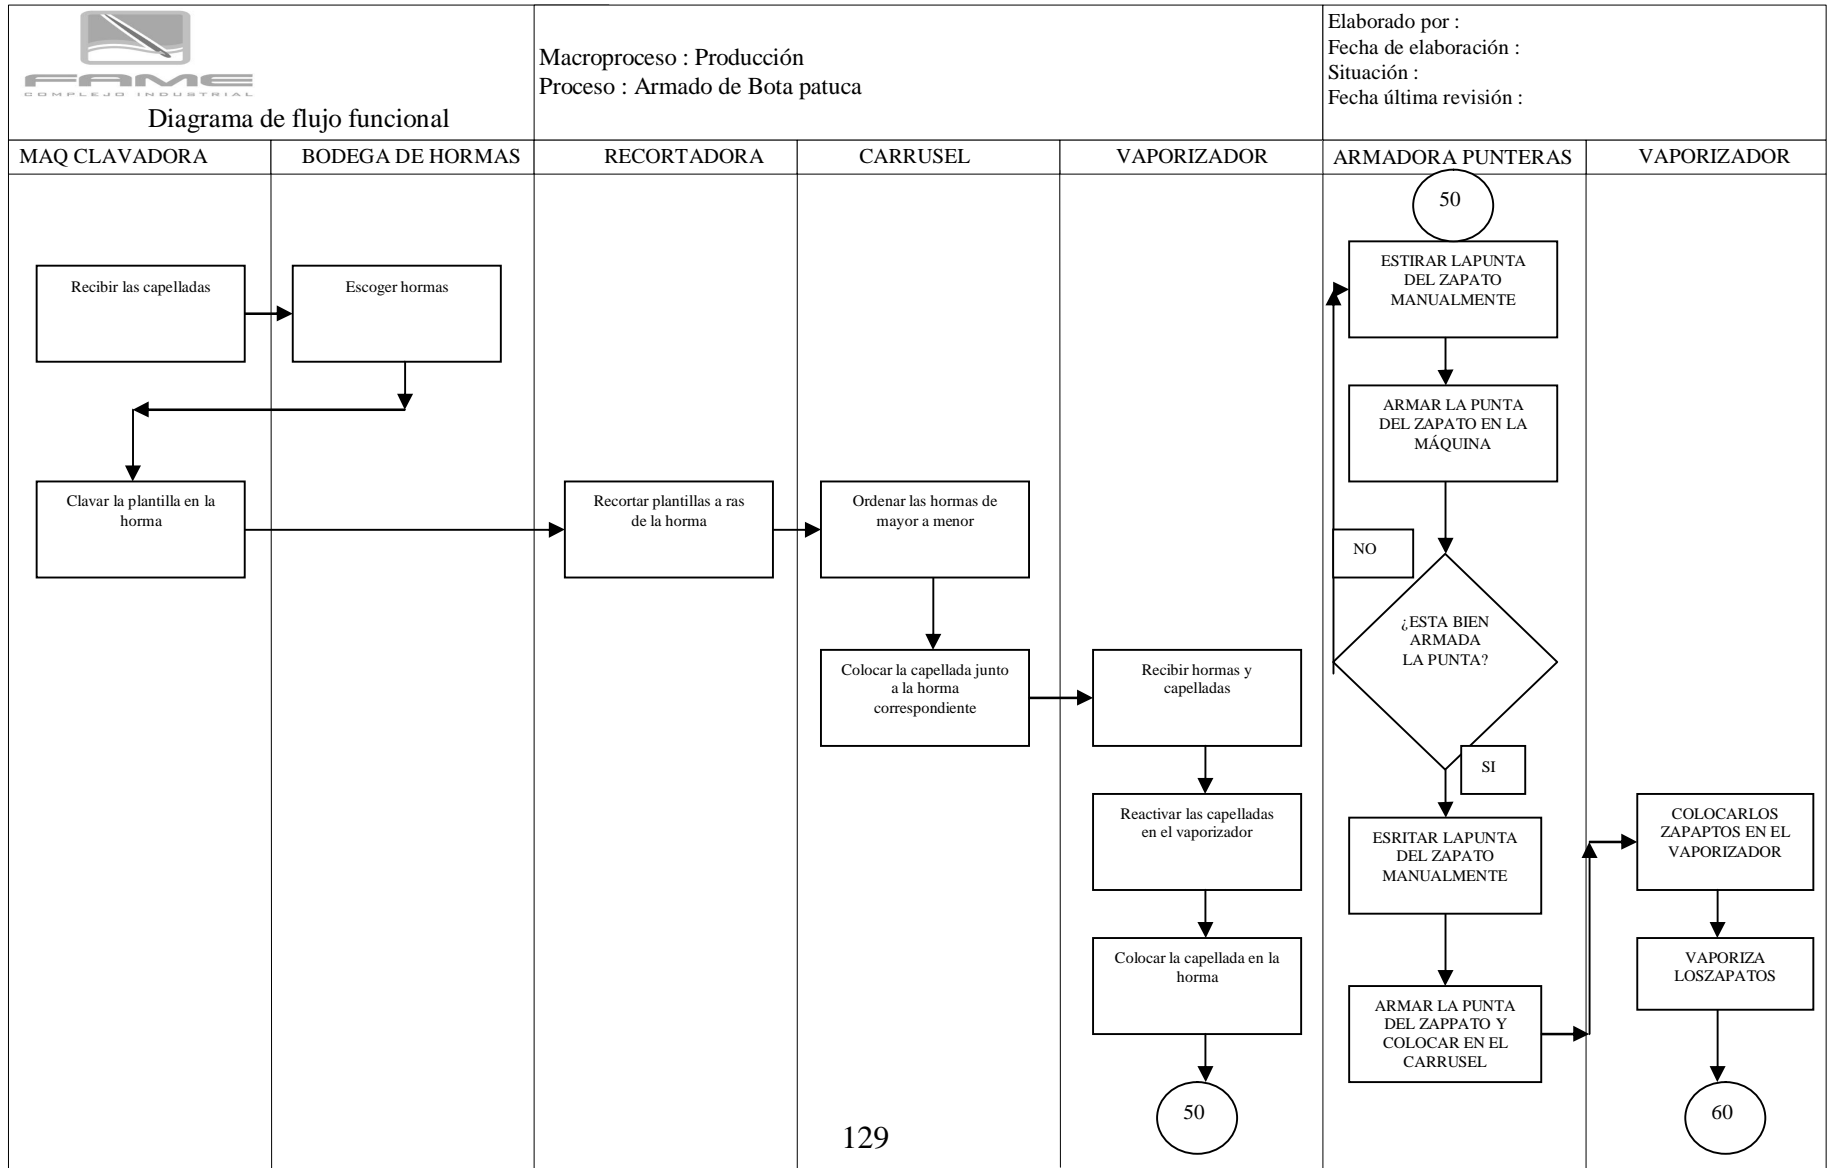 FAME
COMPLEJO INDUSTRIAL
Diagrama de flujo funcional
Macroproceso : Producción
Proceso : Armado de Bota patuca
Elaborado por :
Fecha de elaboración :
Situación :
Fecha última revisión :
MAQ CLAVADORA
BODEGA DE HORMAS
RECORTADORA
CARRUSEL
VAPORIZADOR
ARMADORA PUNTERAS
VAPORIZADOR
Recibir las capelladas
Escoger hormas
Clavar la plantilla en la
horma
Recortar plantillas a ras
de la horma
Ordenar las hormas de
mayor a menor
Colocar la capellada junto
a la horma
correspondiente
Recibir hormas y
capelladas
Reactivar las capelladas
en el vaporizador
Colocar la capellada en la
horma
50
50
ESTIRAR LAPUNTA
DEL ZAPATO
MANUALMENTE
ARMAR LA PUNTA
DEL ZAPATO EN LA
MÁQUINA
NO
¿ESTA BIEN
ARMADA
LA PUNTA?
SI
ESRITAR LAPUNTA
DEL ZAPATO
MANUALMENTE
ARMAR LA PUNTA
DEL ZAPPATO Y
COLOCAR EN EL
CARRUSEL
COLOCARLOS
ZAPAPTOS EN EL
VAPORIZADOR
VAPORIZA
LOSZAPATOS
60
129